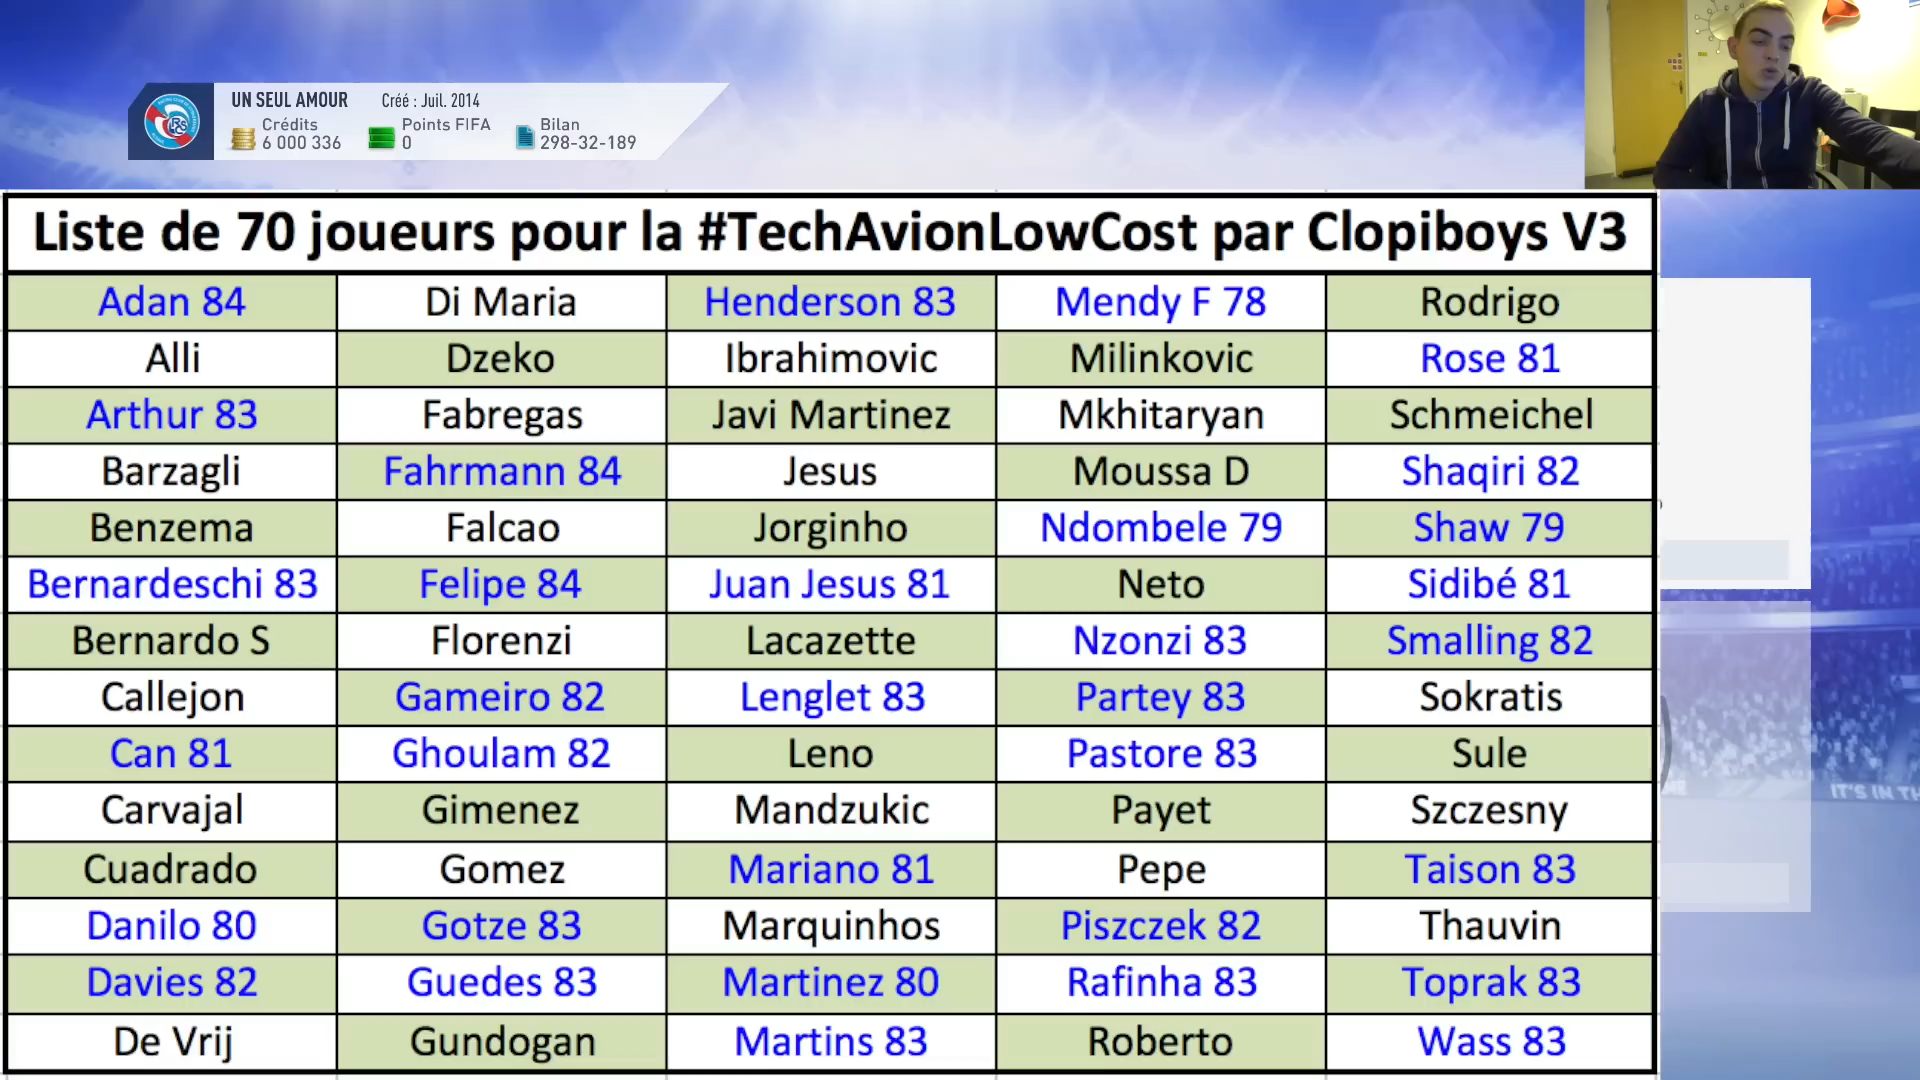 UN SEUL AMOUR Créé : Juil. 2014
Crédits Points FIFA Bilan
6 000 336 0 298-32-189
Liste de 70 joueurs pour la #TechAvionLowCost par Clopiboys V3
Adan 84 Di Maria Henderson 83 Mendy F 78 Rodrigo
Alli Dzeko Ibrahimovic Milinkovic Rose 81
Arthur 83 Fabregas Javi Martinez Mkhitaryan Schmeichel
Barzagli Fahrmann 84 Jesus Moussa D Shaqiri 82
Benzema Falcao Jorginho Ndombele 79 Shaw 79
Bernardeschi 83 Felipe 84 Juan Jesus 81 Neto Sidibé 81
Bernardo S Florenzi Lacazette Nzonzi 83 Smalling 82
Callejon Gameiro 82 Lenglet 83 Partey 83 Sokratis
Can 81 Ghoulam 82 Leno Pastore 83 Sule
Carvajal Gimenez Mandzukic Payet Szczesny
Cuadrado Gomez Mariano 81 Pepe Taison 83
Danilo 80 Gotze 83 Marquinhos Piszczek 82 Thauvin
Davies 82 Guedes 83 Martinez 80 Rafinha 83 Toprak 83
De Vrij Gundogan Martins 83 Roberto Wass 83
IT'S IN TH